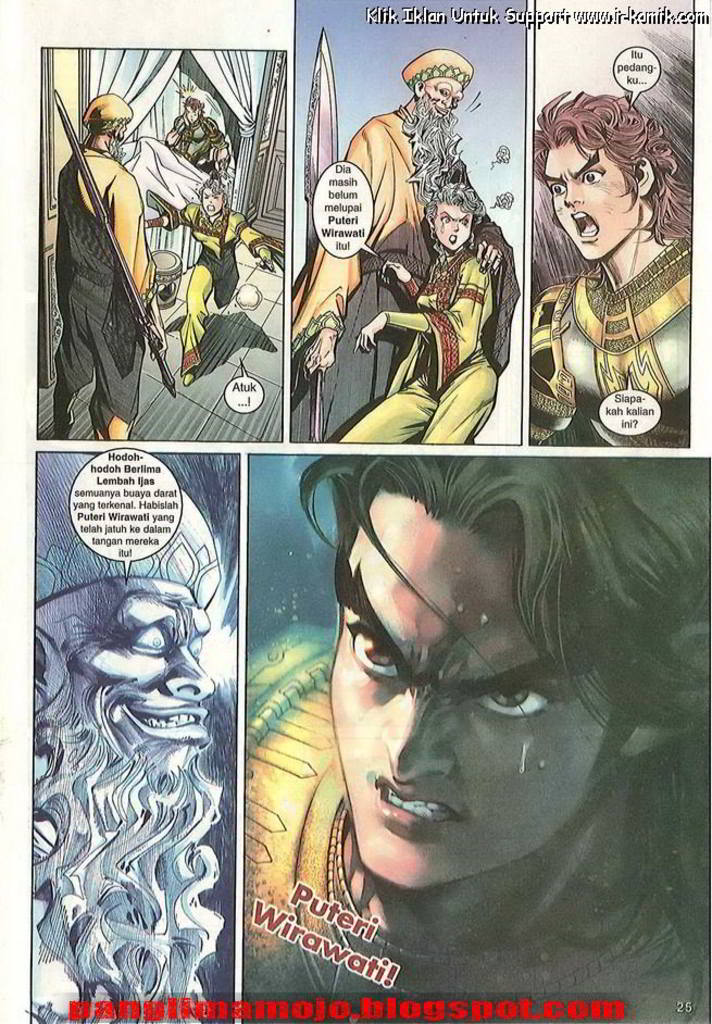 Klik Iklan Untuk Support www.ir-komik.com
Atuk
...!
Dia
masih
belum
melupai
Puteri
Wirawati
itu!
Itu
pedang-
ku...
Siapa-
kah kalian
ini?
Hodoh-
hodoh Berlima
Lembah Ijas
semuanya buaya darat
yang terkenal. Habislah
Puteri Wirawati yang
telah jatuh ke dalam
tangan mereka
itu!
Puteri
Wirawati!
panglimamojo.blogspot.com
25